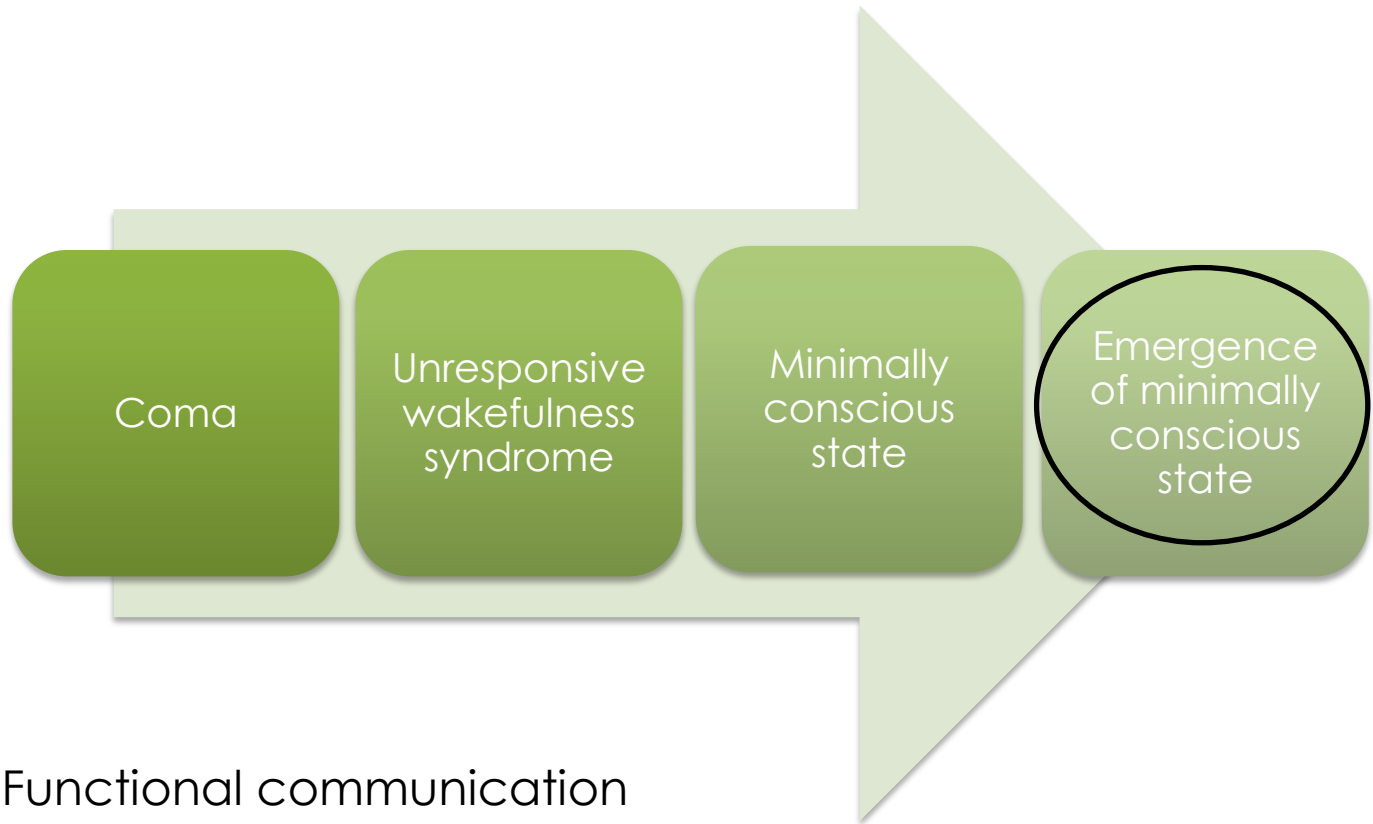 Coma
Unresponsive
wakefulness
syndrome
Minimally
conscious
state
Emergence
of minimally
conscious
state
Functional communication